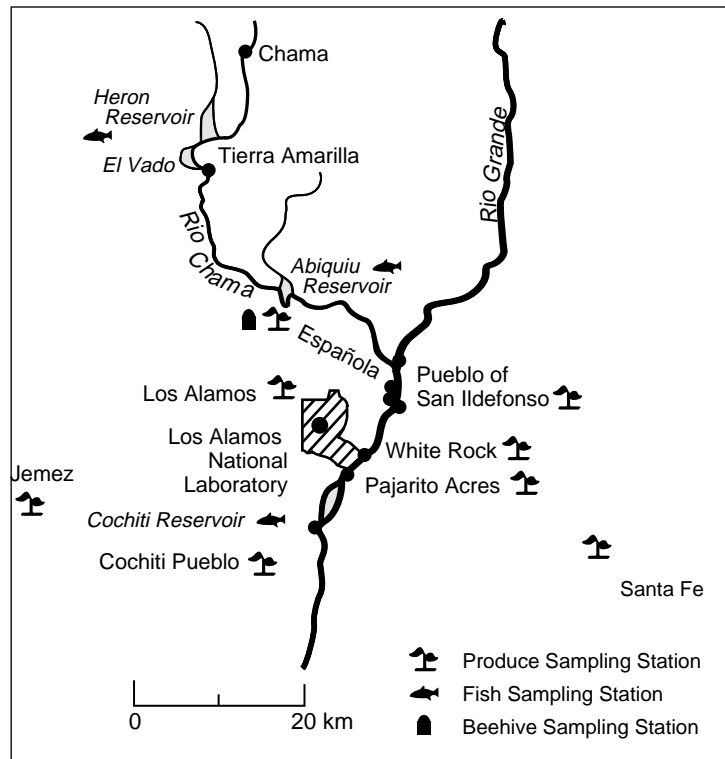 Chama
Heron
Reservoir
El Vado
Tierra Amarilla
Rio Grande
Rio
Chama
Abiquiu
Reservoir
Española
Los Alamos
Pueblo of
San Ildefonso
Los Alamos
National
Laboratory
White Rock
Jemez
Pajarito Acres
Cochiti Reservoir
Cochiti Pueblo
Santa Fe
Produce Sampling Station
Fish Sampling Station
Beehive Sampling Station
0
20 km